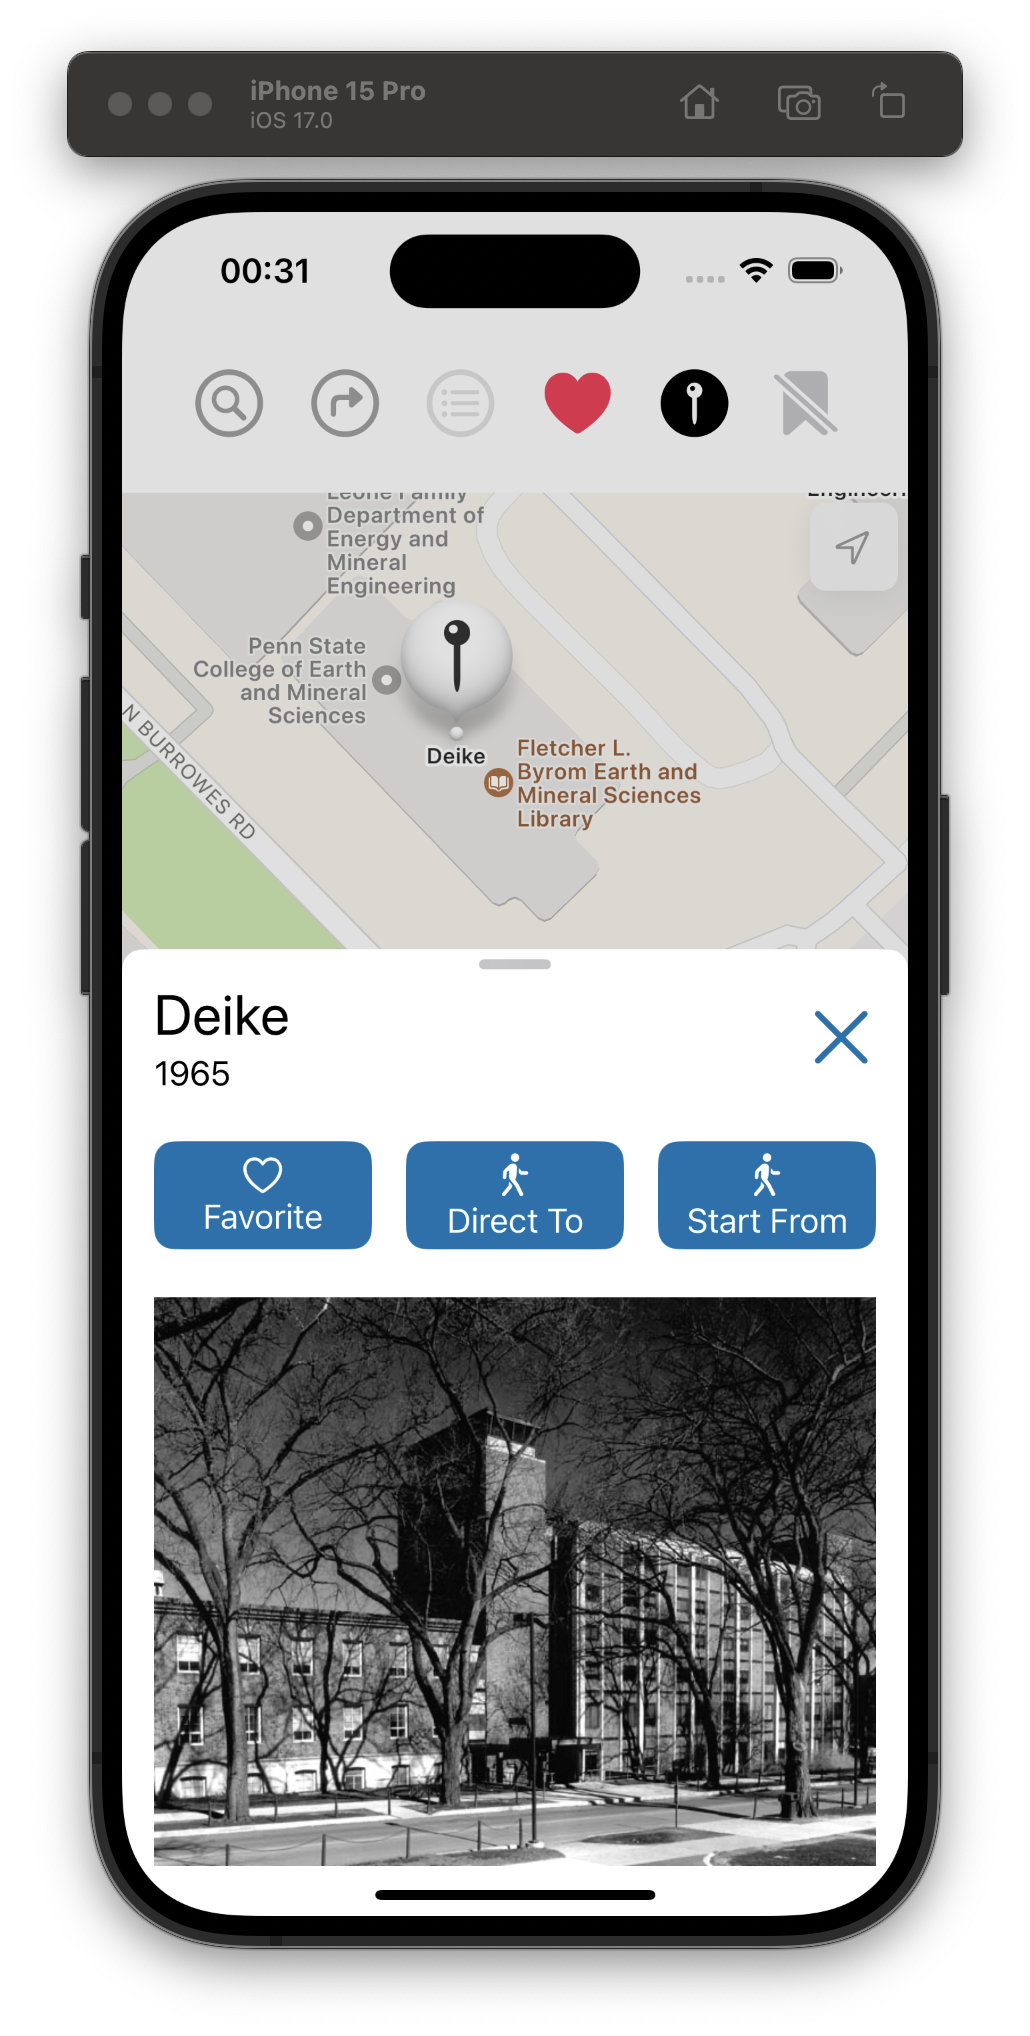 iPhone 15 Pro
iOS 17.0
00:31
Leone Family
Department of
Energy and
Mineral
Engineering
Penn State
College of Earth
and Mineral
Sciences
Deike
Fletcher L.
Byrom Earth and
Mineral Sciences
Library
N BURROWES RD
Deike
1965
Favorite
Direct To
Start From